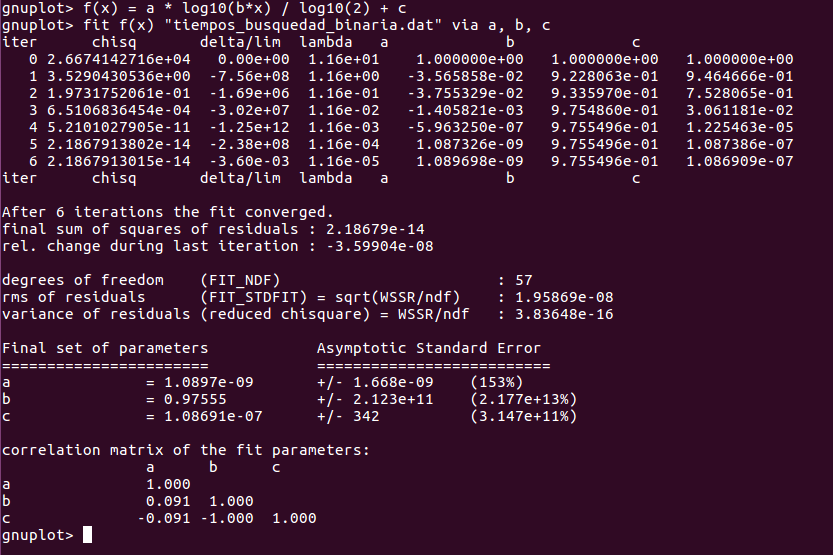 gnuplot> f(x) = a * log10(b*x) / log10(2) + c
gnuplot> fit f(x) "tiempos_busquedad_binaria.dat" via a, b, c
iter      chisq       delta/lim  lambda   a             b             c
   0 2.6674142716e+04   0.00e+00  1.16e+01    1.000000e+00   1.000000e+00   1.000000e+00
   1 3.5290430536e+00  -7.56e+08  1.16e+00   -3.565858e-02   9.228063e-01   9.464666e-01
   2 1.9731752061e-01  -1.69e+06  1.16e-01   -3.755329e-02   9.335970e-01   7.528065e-01
   3 6.5106836454e-04  -3.02e+07  1.16e-02   -1.405821e-03   9.754860e-01   3.061181e-02
   4 5.2101027905e-11  -1.25e+12  1.16e-03   -5.963250e-07   9.755496e-01   1.225463e-05
   5 2.1867913802e-14  -2.38e+08  1.16e-04    1.087329e-09   9.755496e-01   1.087386e-07
   6 2.1867913015e-14  -3.60e-03  1.16e-05    1.089698e-09   9.755496e-01   1.086909e-07
iter      chisq       delta/lim  lambda   a             b             c
After 6 iterations the fit converged.
final sum of squares of residuals : 2.18679e-14
rel. change during last iteration : -3.59904e-08
degrees of freedom    (FIT_NDF)                        : 57
rms of residuals      (FIT_STDFIT) = sqrt(WSSR/ndf)    : 1.95869e-08
variance of residuals (reduced chisquare) = WSSR/ndf   : 3.83648e-16
Final set of parameters            Asymptotic Standard Error
=======================            ==========================
a               = 1.0897e-09       +/- 1.668e-09    (153%)
b               = 0.97555          +/- 2.123e+11    (2.177e+13%)
c               = 1.08691e-07      +/- 342          (3.147e+11%)
correlation matrix of the fit parameters:
                a      b      c
a               1.000
b               0.091  1.000
c              -0.091 -1.000  1.000
gnuplot>